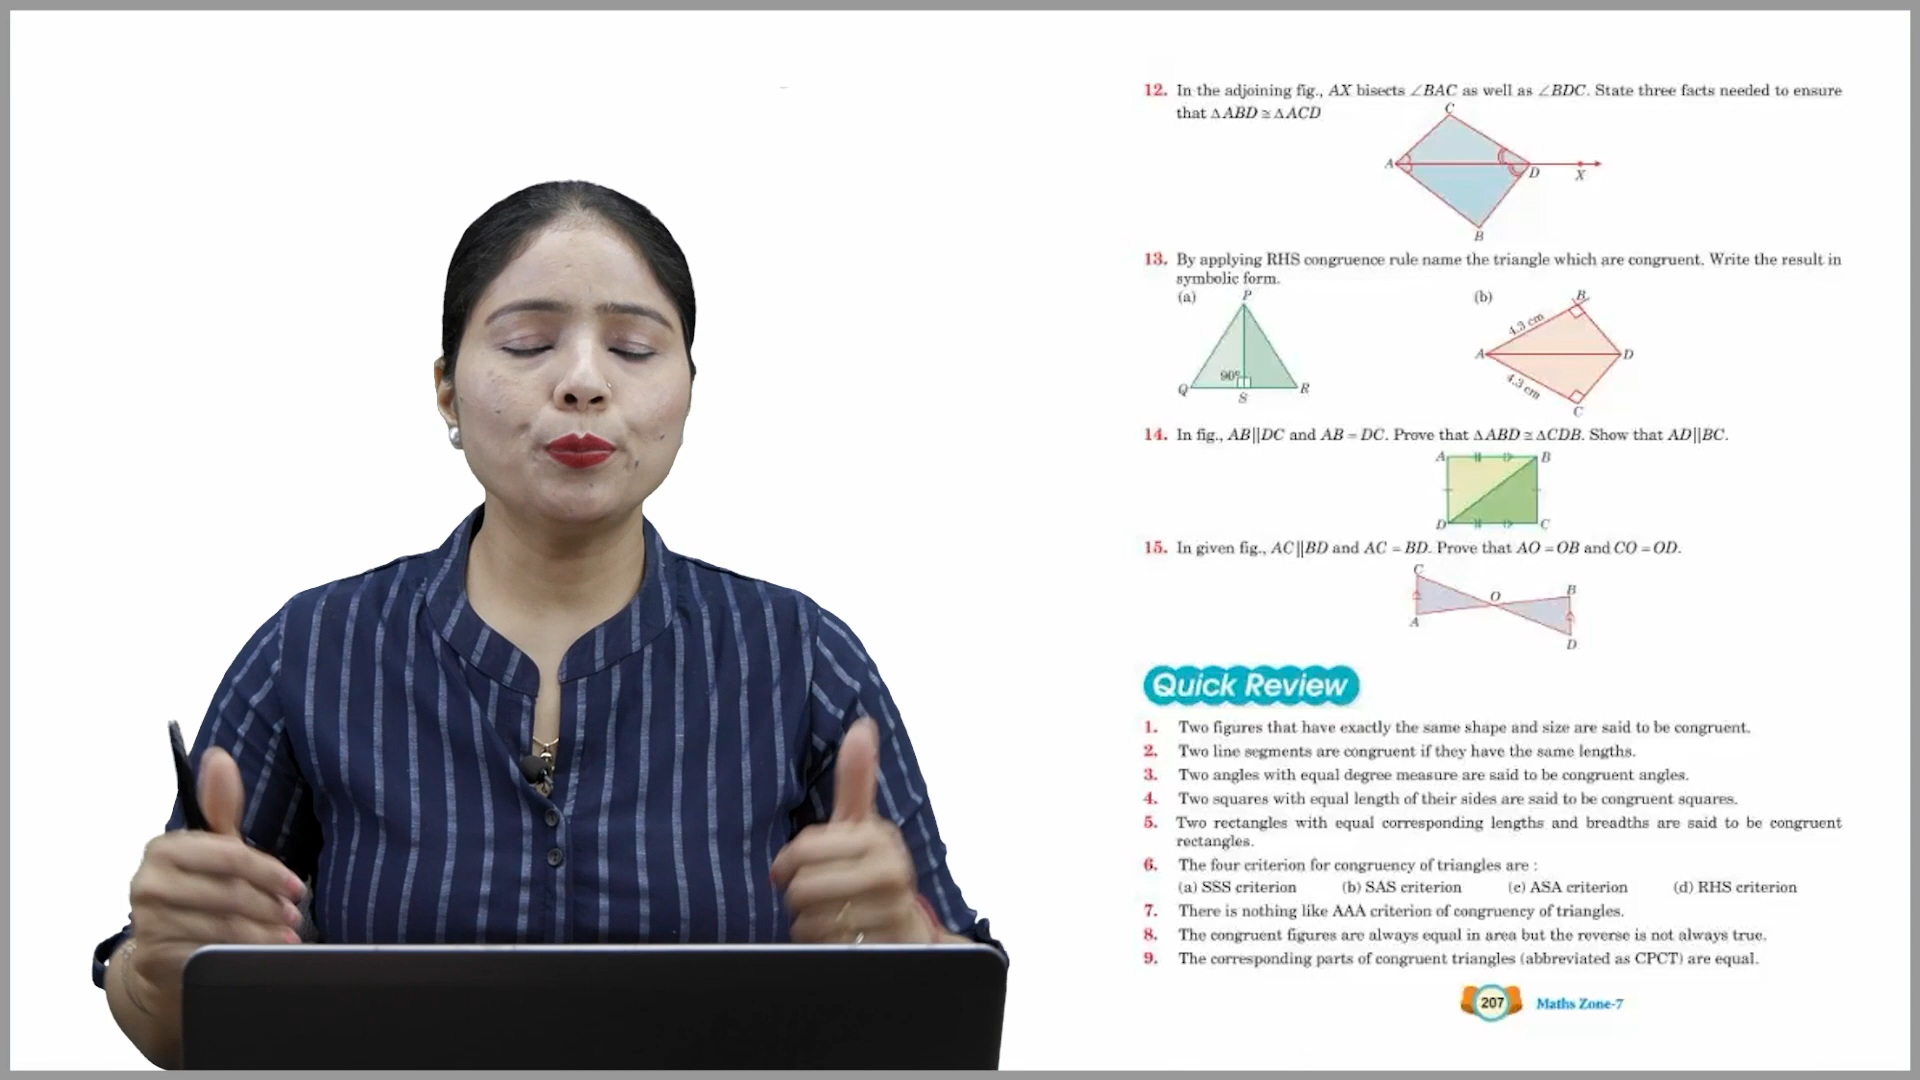 12. In the adjoining fig., AX bisects ∠BAC as well as ∠BDC. State three facts needed to ensure
that ΔABD ≅ ΔACD
C
A
D
X
B
13. By applying RHS congruence rule name the triangle which are congruent. Write the result in
symbolic form.
(a)
P
90°
Q
S
R
(b)
B
4.3 cm
A
D
4.3 cm
C
14. In fig., AB||DC and AB = DC. Prove that ΔABD ≅ ΔCDB. Show that AD||BC.
A
B
D
C
15. In given fig., AC||BD and AC = BD. Prove that AO = OB and CO = OD.
C
O
B
A
D
Quick Review
1. Two figures that have exactly the same shape and size are said to be congruent.
2. Two line segments are congruent if they have the same lengths.
3. Two angles with equal degree measure are said to be congruent angles.
4. Two squares with equal length of their sides are said to be congruent squares.
5. Two rectangles with equal corresponding lengths and breadths are said to be congruent
rectangles.
6. The four criterion for congruency of triangles are :
(a) SSS criterion (b) SAS criterion (c) ASA criterion (d) RHS criterion
7. There is nothing like AAA criterion of congruency of triangles.
8. The congruent figures are always equal in area but the reverse is not always true.
9. The corresponding parts of congruent triangles (abbreviated as CPCT) are equal.
207 Maths Zone-7